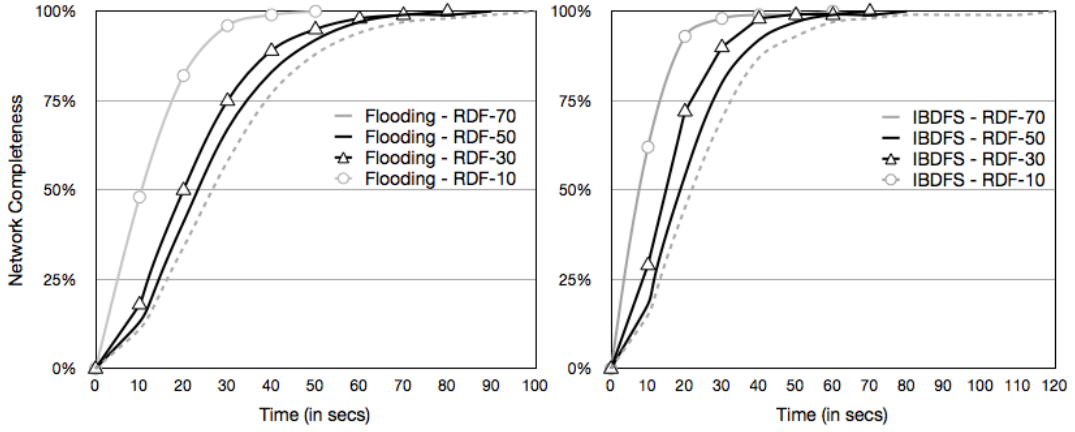 100%
75%
50%
25%
0%
Network Completeness
Flooding - RDF-70
Flooding - RDF-50
Flooding - RDF-30
Flooding - RDF-10
0 10 20 30 40 50 60 70 80 90 100
Time (in secs)
100%
75%
50%
25%
0%
IBDFS - RDF-70
IBDFS - RDF-50
IBDFS - RDF-30
IBDFS - RDF-10
0 10 20 30 40 50 60 70 80 90 100 110 120
Time (in secs)